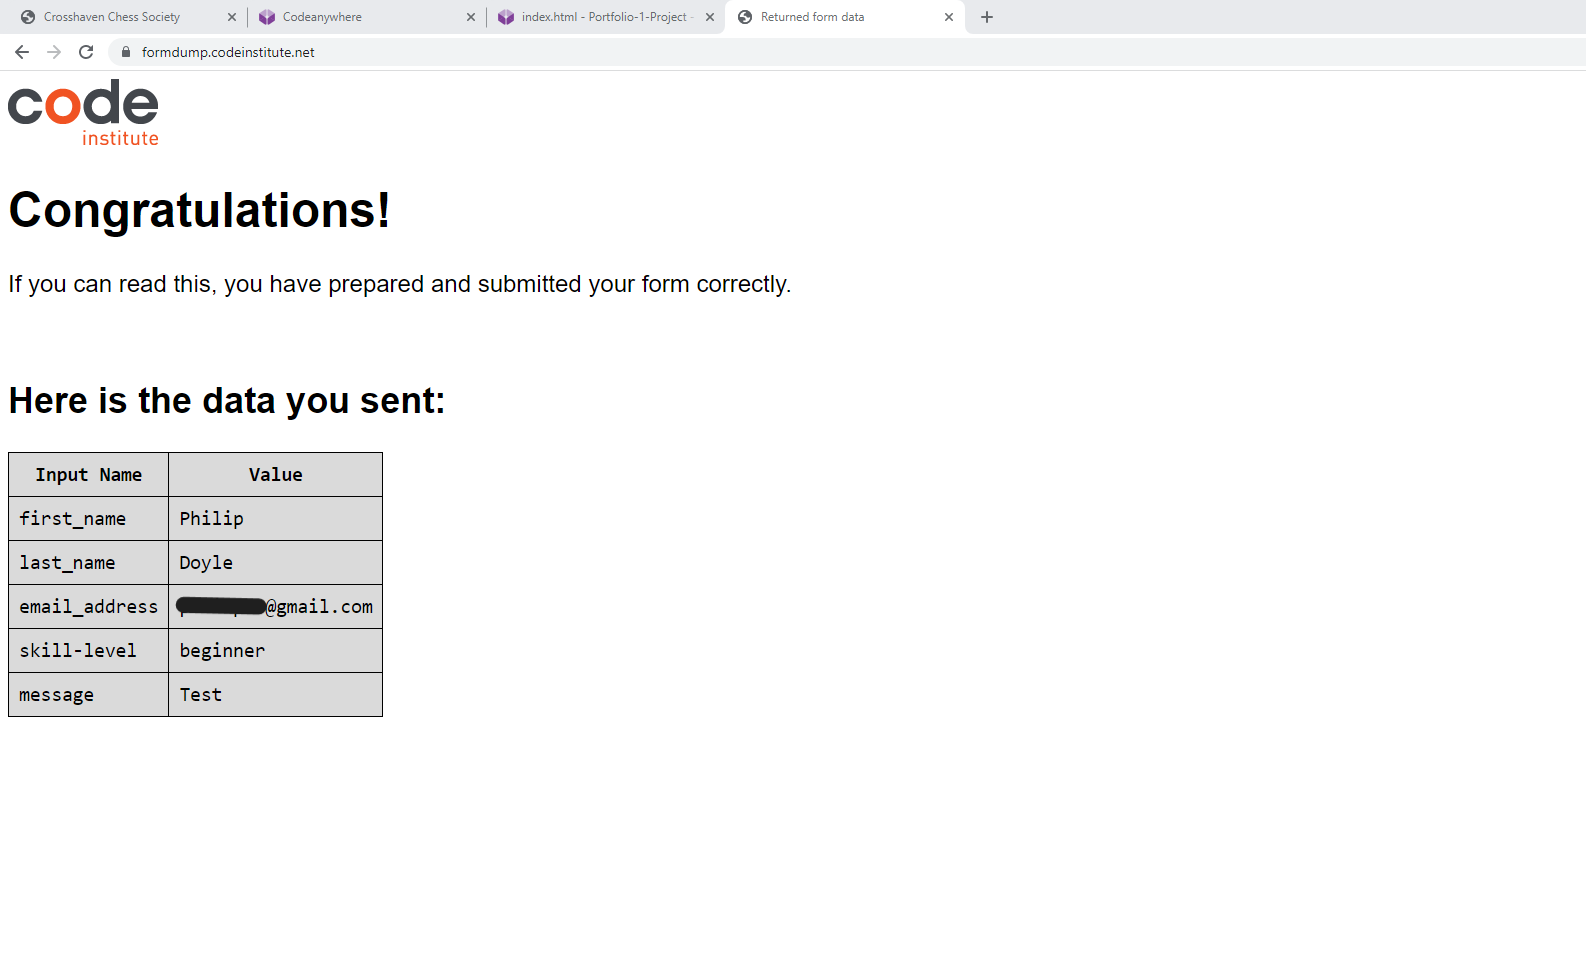 Crosshaven Chess Society
Codeanywhere
index.html - Portfolio-1-Project -
Returned form data
formdump.codeinstitute.net
code
institute
Congratulations!
If you can read this, you have prepared and submitted your form correctly.
Here is the data you sent:
Input Name Value
first_name Philip
last_name Doyle
email_address @gmail.com
skill-level beginner
message Test